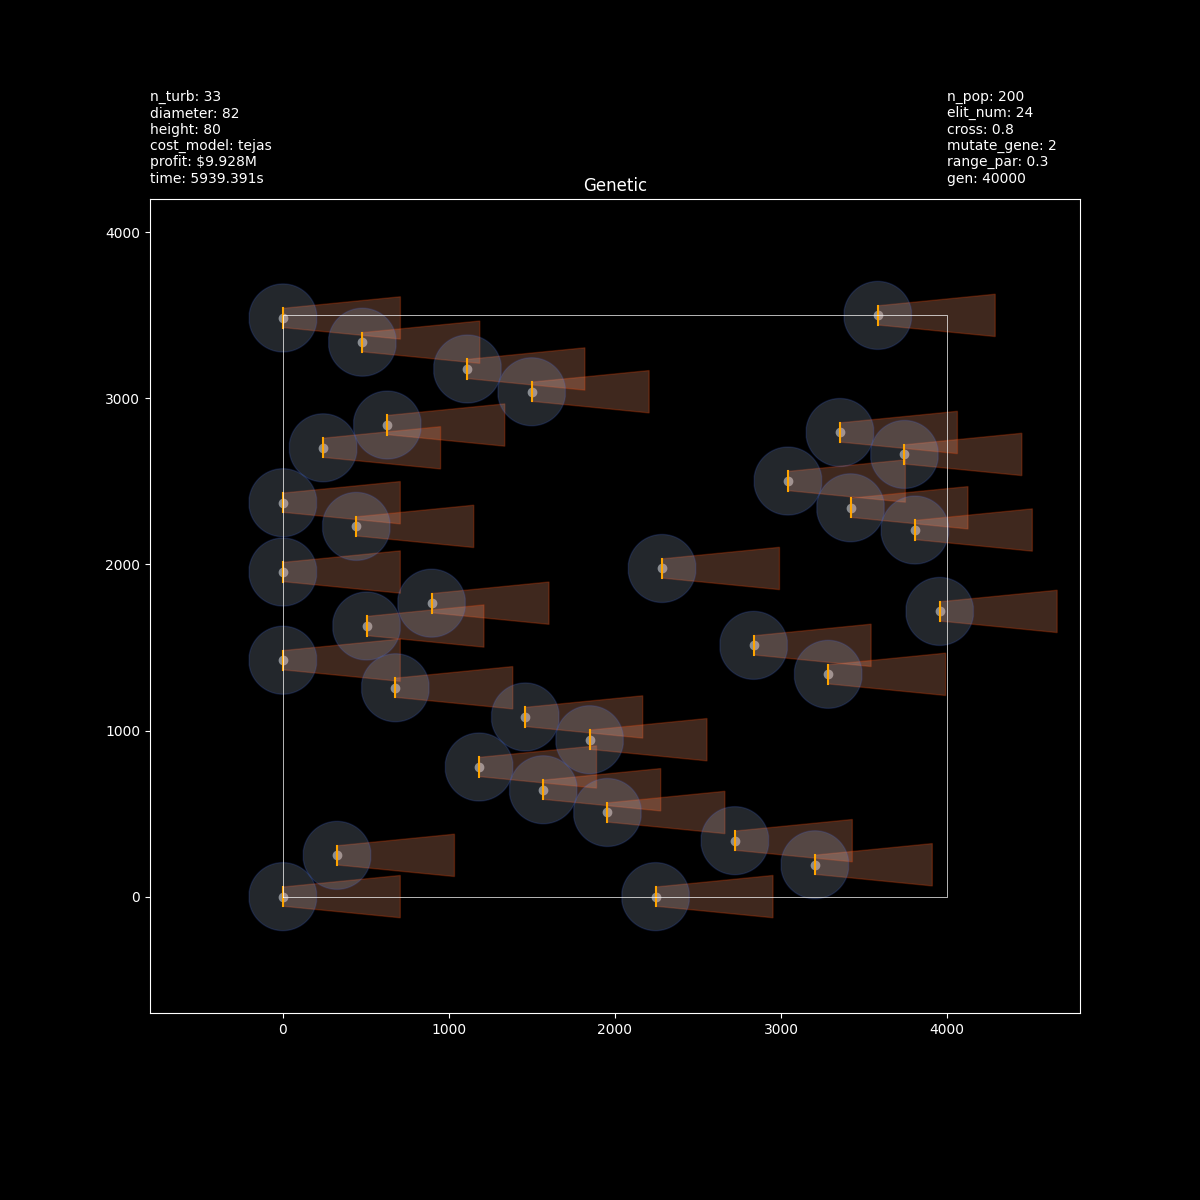 n_turb: 33
diameter: 82
height: 80
cost_model: tejas
profit: $9.928M
time: 5939.391s
n_pop: 200
elit_num: 24
cross: 0.8
mutate_gene: 2
range_par: 0.3
gen: 40000
Genetic
4000
3000
2000
1000
0
0
1000
2000
3000
4000